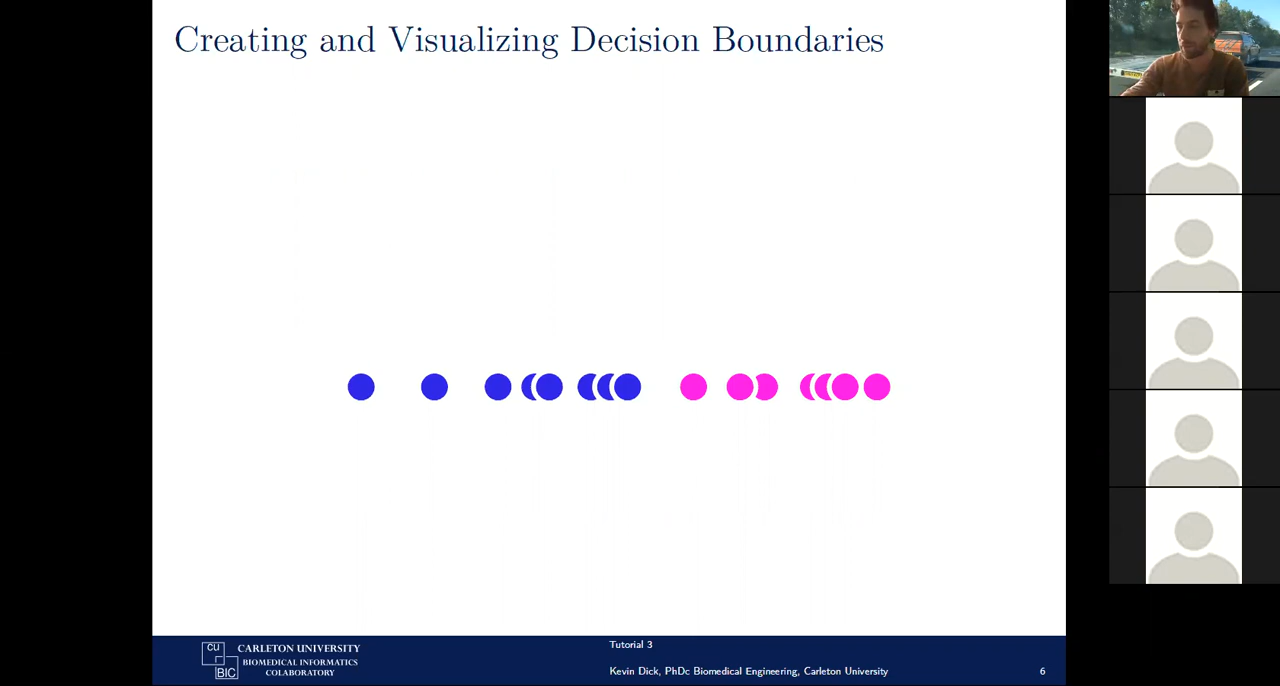 Creating and Visualizing Decision Boundaries
CU
BIC
CARLETON UNIVERSITY
BIOMEDICAL INFORMATICS
COLABORATORY
Tutorial 3
Kevin Dick, PhDc Biomedical Engineering, Carleton University
6